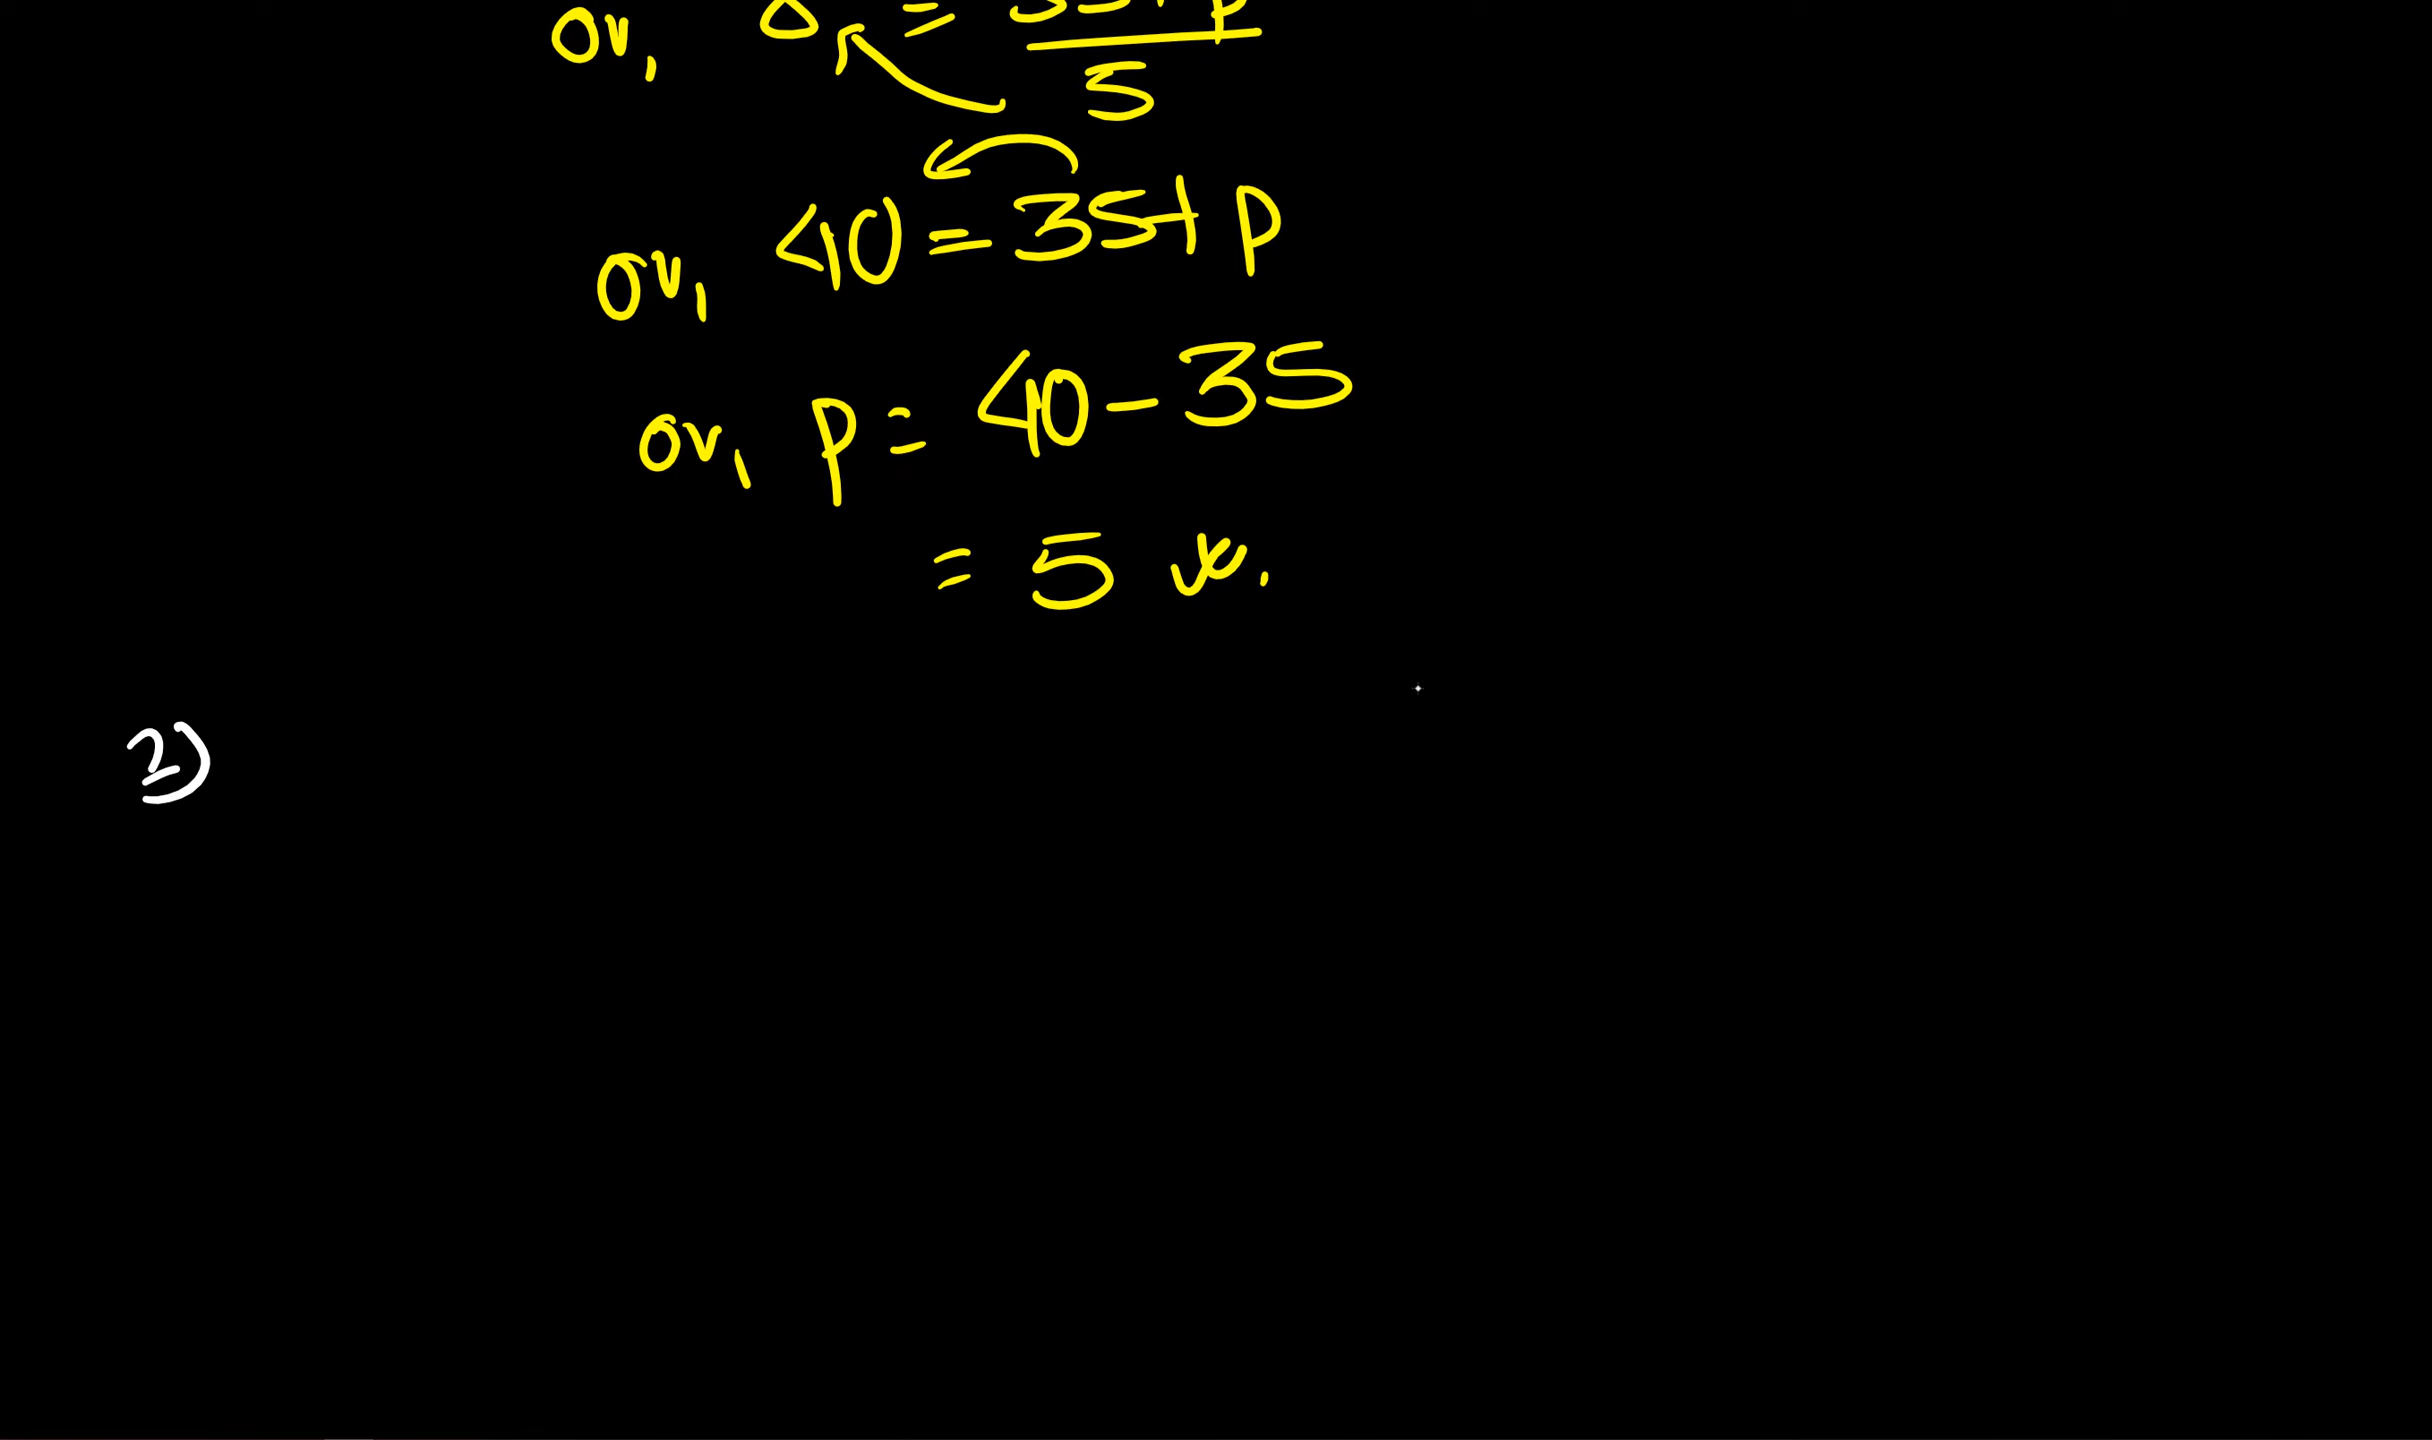 or, 8 = 35+p
5
or, 40 = 35+p
or, p = 40-35
= 5
2)